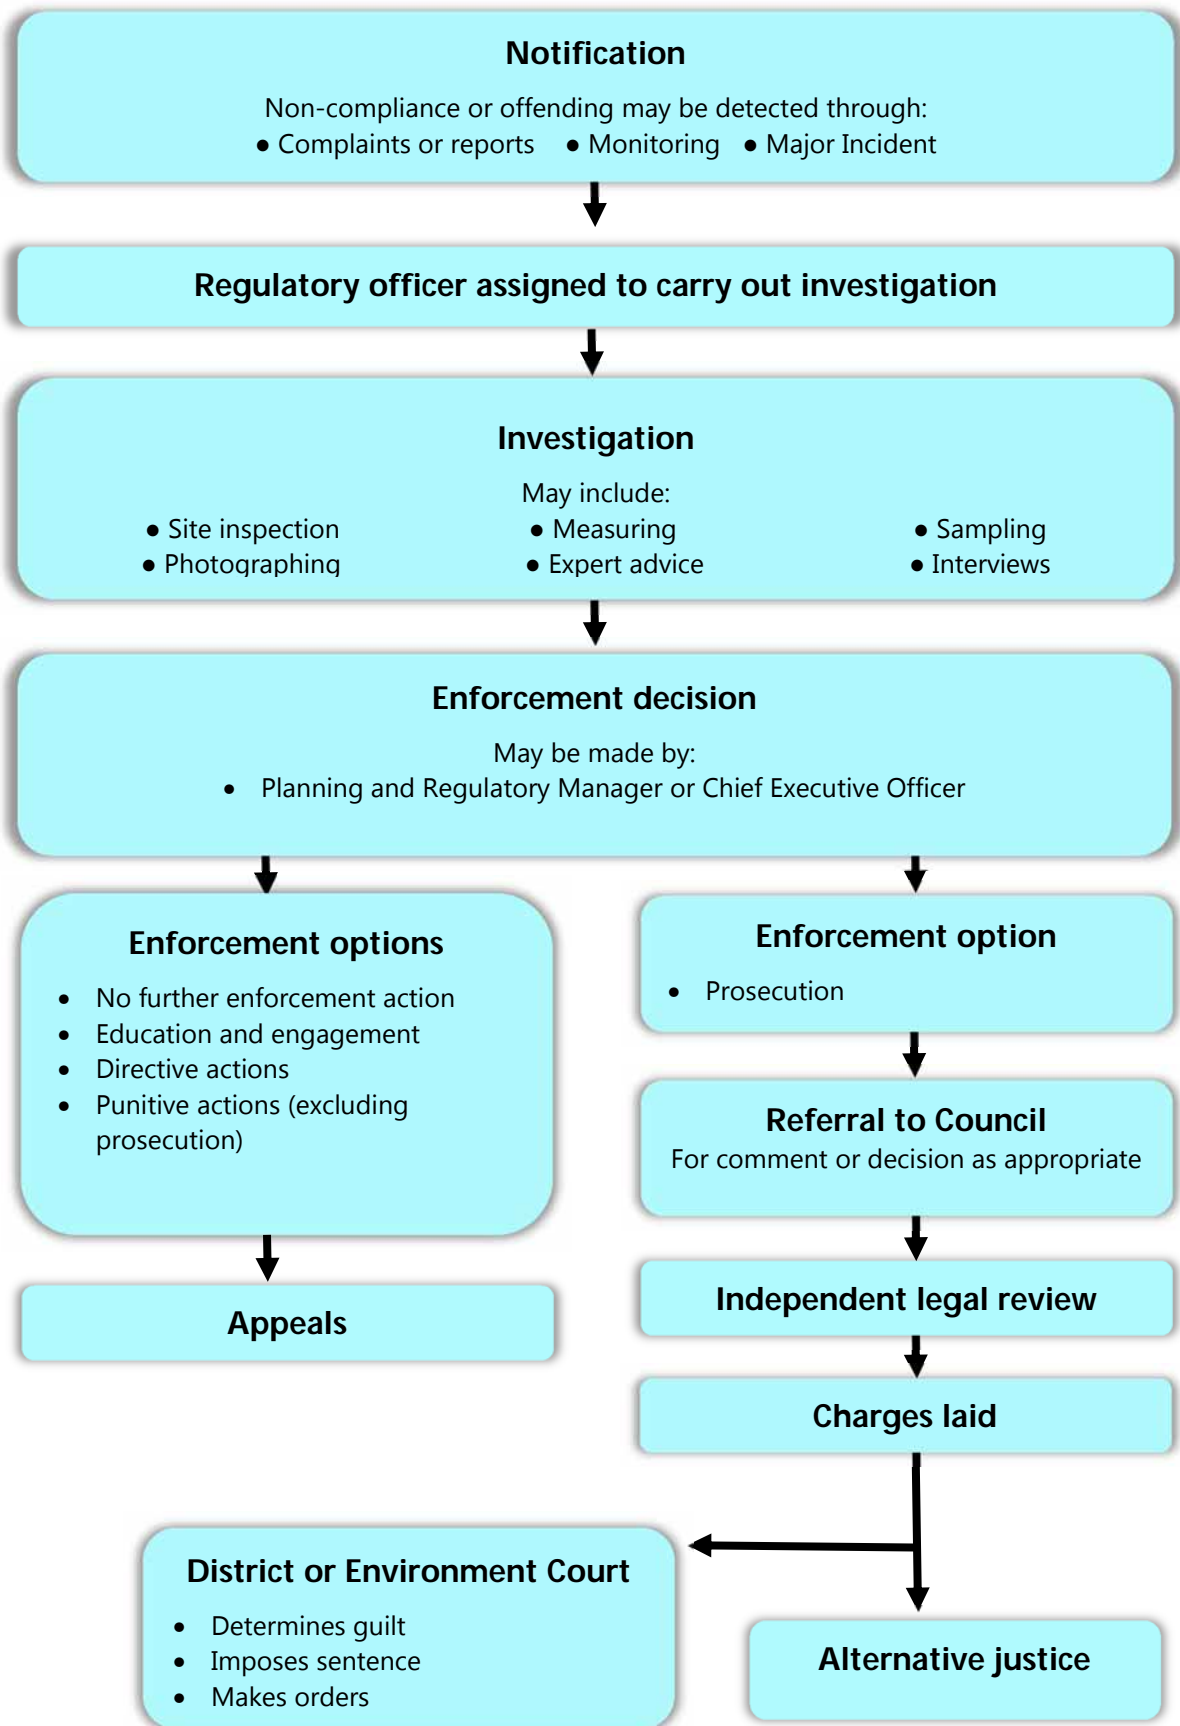 Notification
Non-compliance or offending may be detected through:
● Complaints or reports ● Monitoring ● Major Incident
Regulatory officer assigned to carry out investigation
Investigation
May include:
● Site inspection ● Measuring ● Sampling
● Photographing ● Expert advice ● Interviews
Enforcement decision
May be made by:
• Planning and Regulatory Manager or Chief Executive Officer
Enforcement options
• No further enforcement action
• Education and engagement
• Directive actions
• Punitive actions (excluding
prosecution)
Appeals
Enforcement option
• Prosecution
Referral to Council
For comment or decision as appropriate
Independent legal review
Charges laid
District or Environment Court
• Determines guilt
• Imposes sentence
• Makes orders
Alternative justice